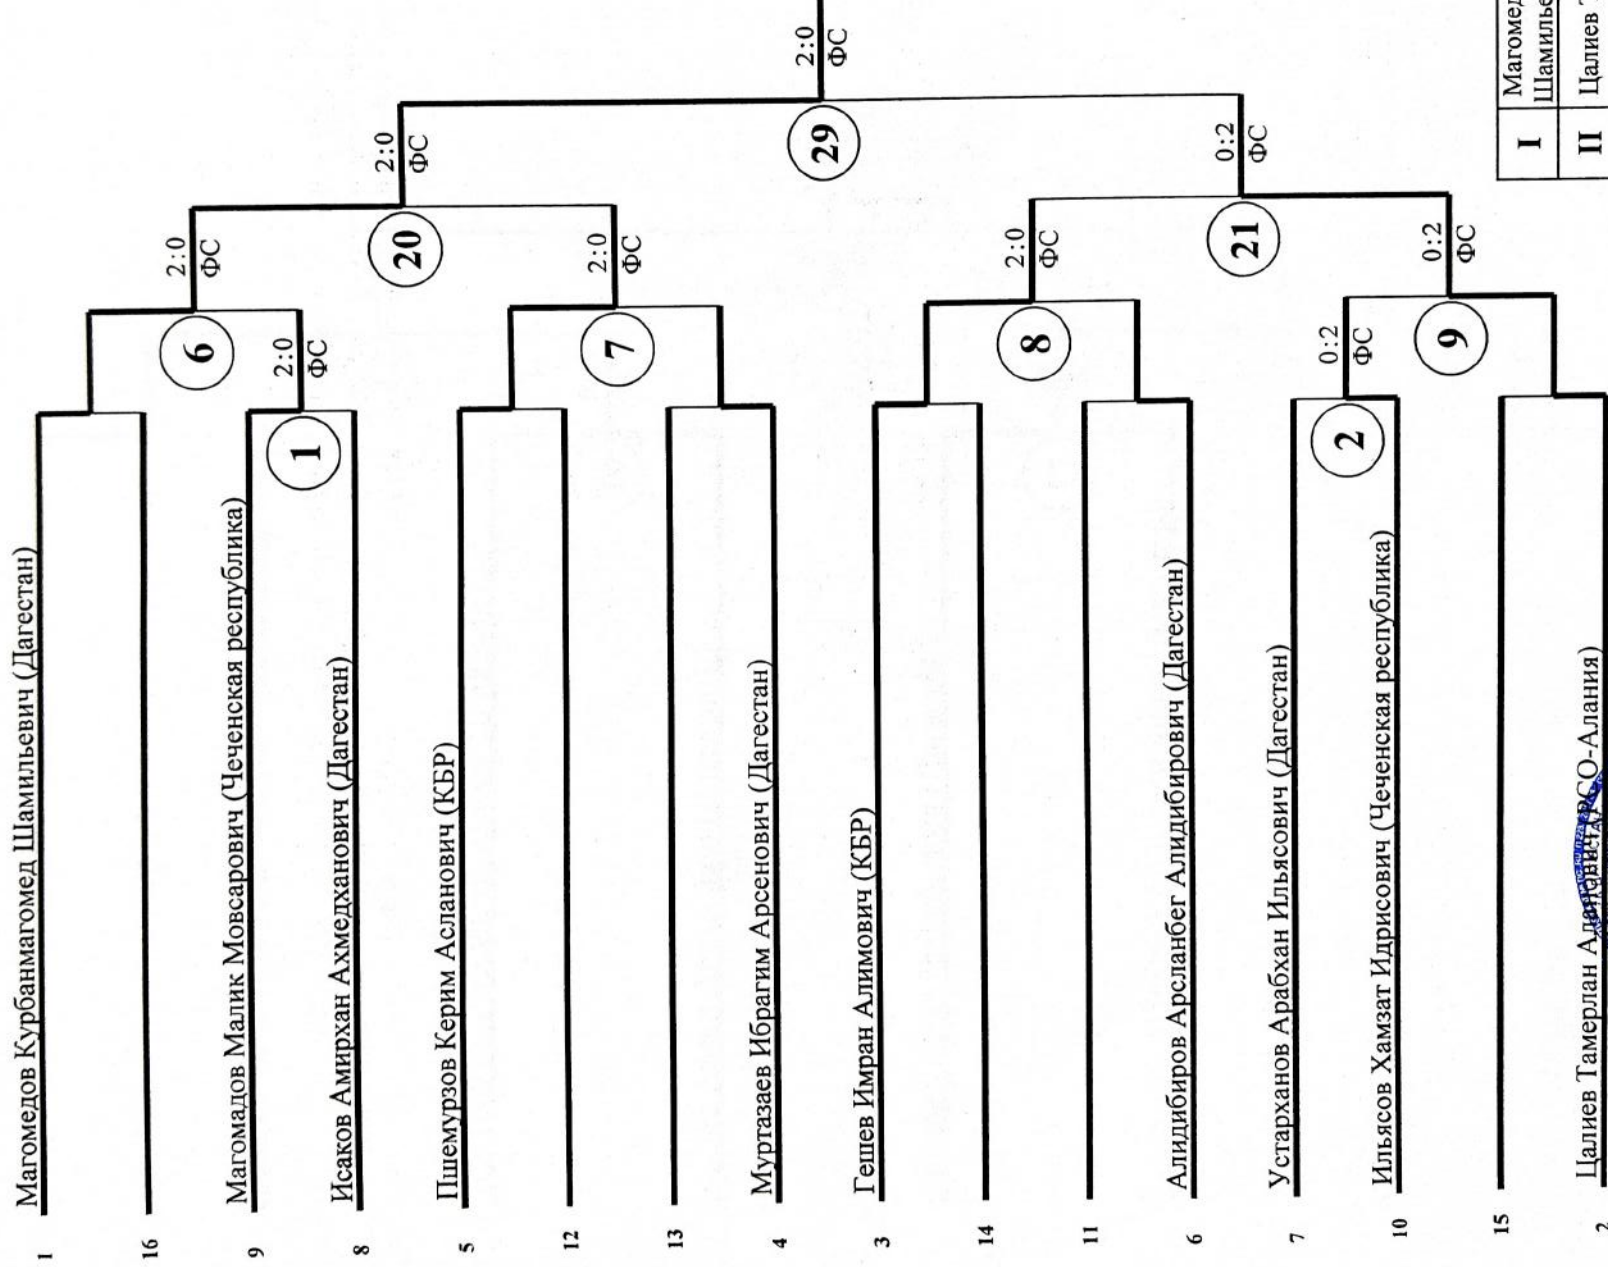 1 Магомедов Курбанмагомед Шамильевич (Дагестан)
16
9 Магомадов Малик Мовсарович (Чеченская республика)
8 Исаков Амирхан Ахмедханович (Дагестан)
5 Пшемурзов Керим Асланович (КБР)
12
13
4 Муртазаев Ибрагим Арсенович (Дагестан)
3 Гешев Имран Алимович (КБР)
14
11
6 Алидибиров Арсланбег Алидибирович (Дагестан)
7 Устарханов Арабхан Ильясович (Дагестан)
10 Ильясов Хамзат Идрисович (Чеченская республика)
15
2 Цалиев Тамерлан (РСО-Алания)
1
2:0
ФС
2
0:2
ФС
6
2:0
ФС
7
2:0
ФС
8
2:0
ФС
9
0:2
ФС
20
2:0
ФС
21
0:2
ФС
29
2:0
ФС
I Магомед
Шамилье
II Цалиев